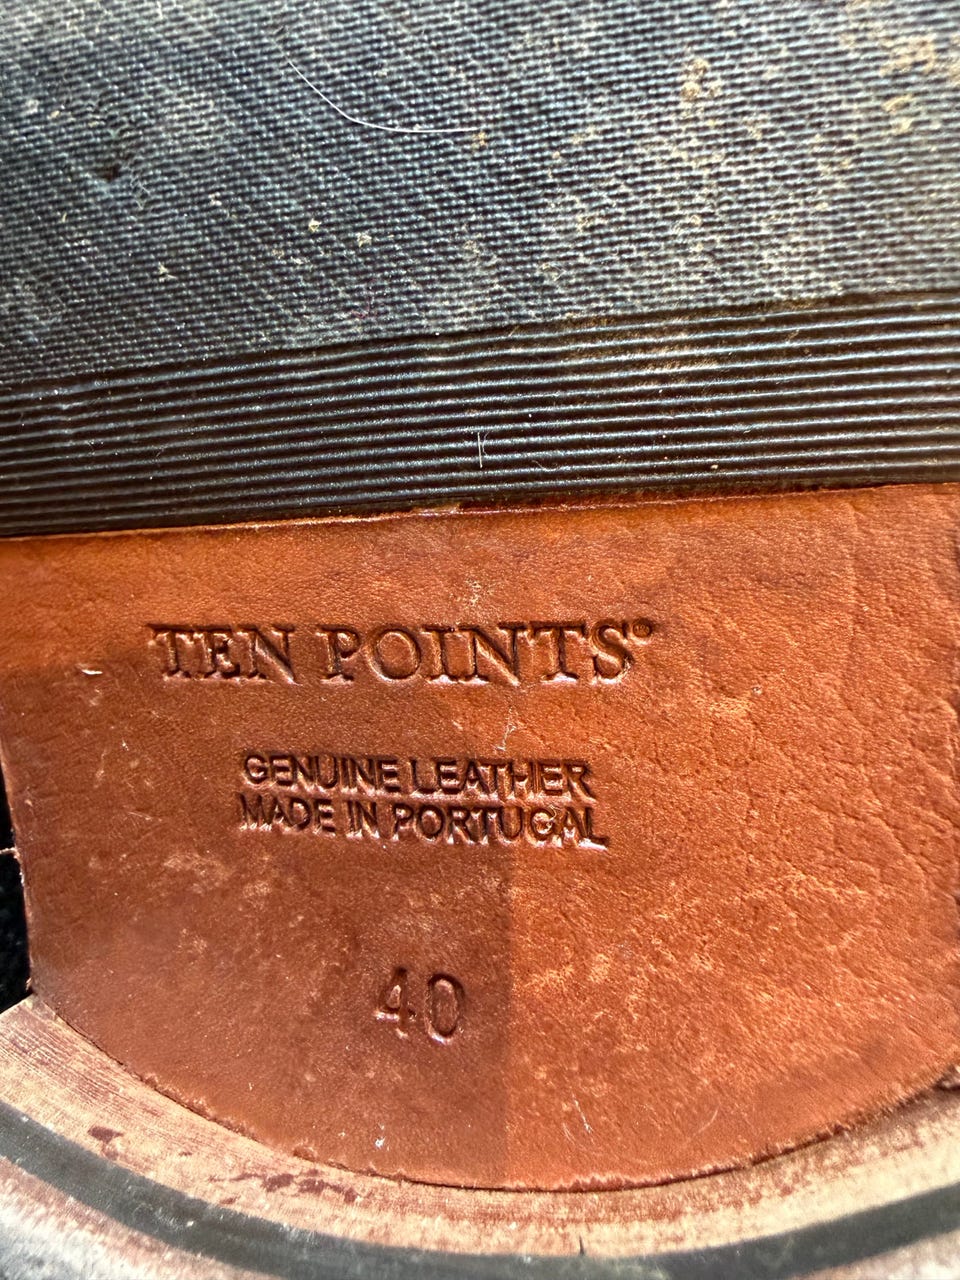 TEN POINTS®
GENUINE LEATHER
MADE IN PORTUGAL
40